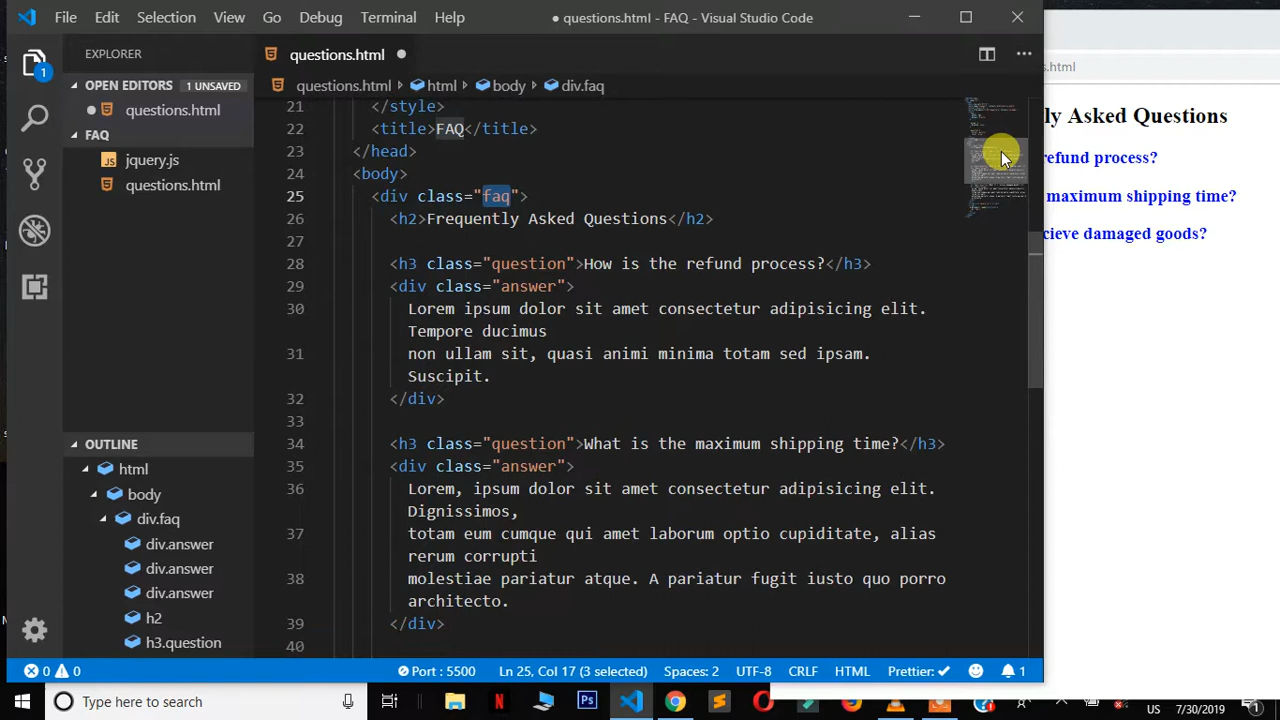 File Edit Selection View Go Debug Terminal Help ● questions.html - FAQ - Visual Studio Code
EXPLORER
questions.html
OPEN EDITORS 1 UNSAVED
questions.html > html > body > div.faq
questions.html
FAQ
jquery.js
questions.html
21 </style>
22 <title>FAQ</title>
23 </head>
24 <body>
25 <div class="faq">
26 <h2>Frequently Asked Questions</h2>
27
28 <h3 class="question">How is the refund process?</h3>
29 <div class="answer">
30 Lorem ipsum dolor sit amet consectetur adipisicing elit.
Tempore ducimus
31 non ullam sit, quasi animi minima totam sed ipsam.
Suscipit.
32 </div>
33
34 <h3 class="question">What is the maximum shipping time?</h3>
35 <div class="answer">
36 Lorem, ipsum dolor sit amet consectetur adipisicing elit.
Dignissimos,
37 totam eum cumque qui amet laborum optio cupiditate, alias
rerum corrupti
38 molestiae pariatur atque. A pariatur fugit iusto quo porro
architecto.
39 </div>
40
OUTLINE
html
body
div.faq
div.answer
div.answer
div.answer
h2
h3.question
1
s.html
ly Asked Questions
refund process?
maximum shipping time?
cieve damaged goods?
0 0 Port : 5500 Ln 25, Col 17 (3 selected) Spaces: 2 UTF-8 CRLF HTML Prettier: ✓ 1
Type here to search
US 7/30/2019 1